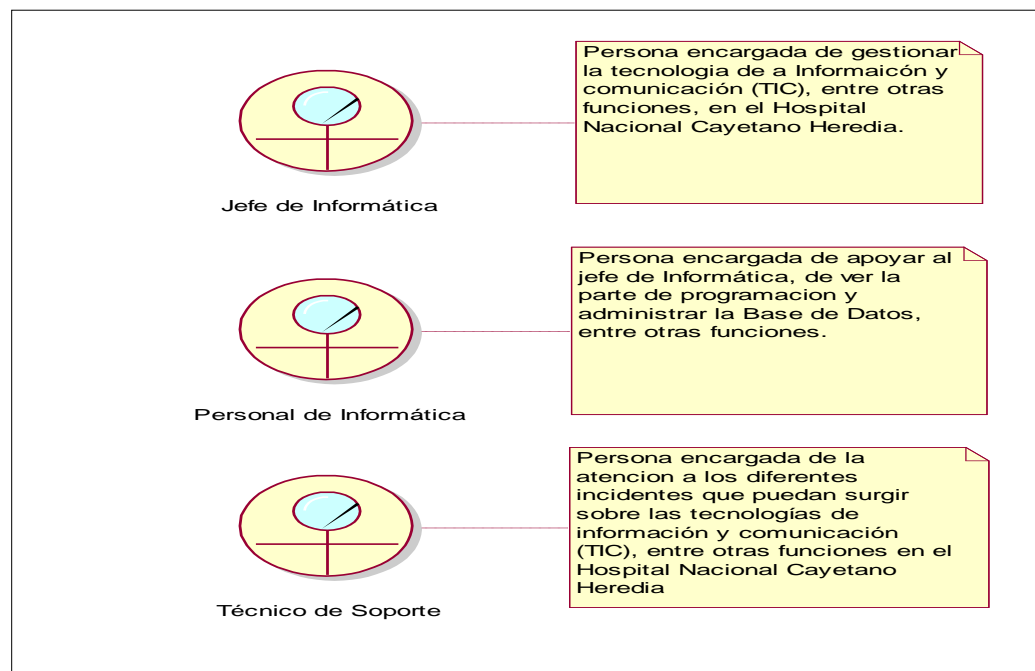 Persona encargada de gestionar
la tecnologia de a Informaicón y
comunicación (TIC), entre otras
funciones, en el Hospital
Nacional Cayetano Heredia.
Jefe de Informática
Persona encargada de apoyar al
jefe de Informática, de ver la
parte de programacion y
administrar la Base de Datos,
entre otras funciones.
Personal de Informática
Persona encargada de la
atencion a los diferentes
incidentes que puedan surgir
sobre las tecnologías de
información y comunicación
(TIC), entre otras funciones en el
Hospital Nacional Cayetano
Heredia
Técnico de Soporte